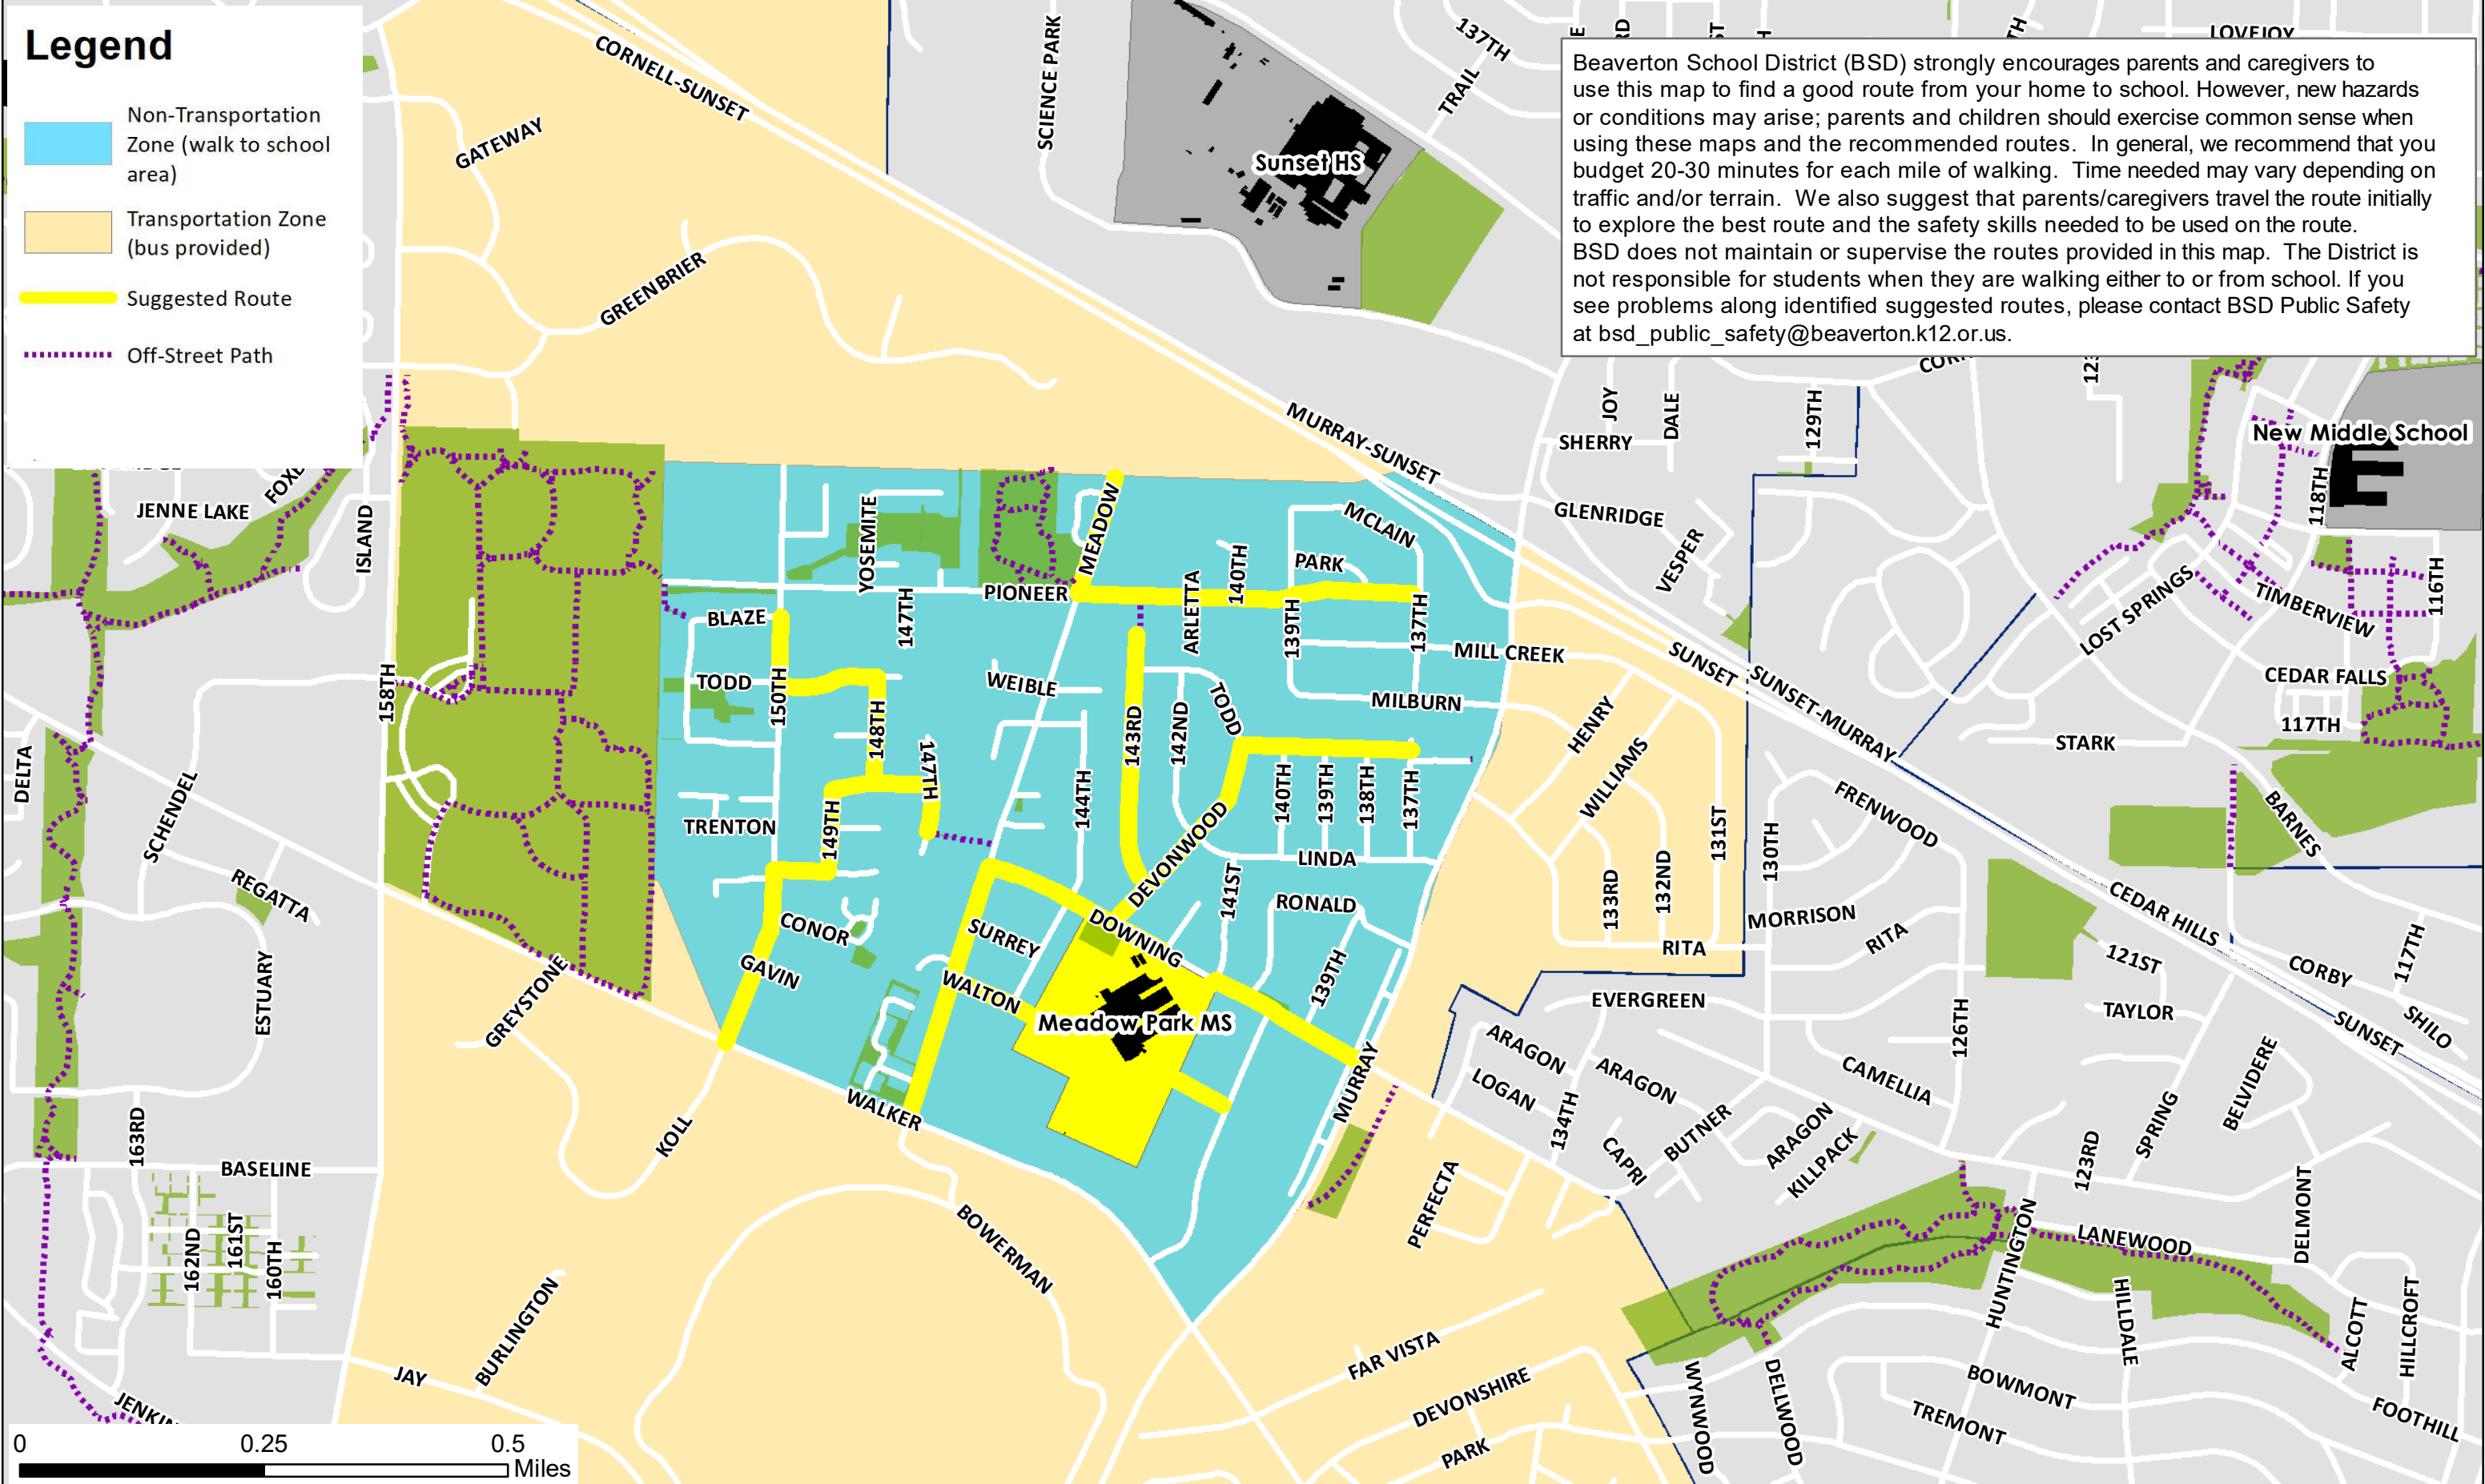 Legend
Non-Transportation
Zone (walk to school
area)
Transportation Zone
(bus provided)
Suggested Route
Off-Street Path
Beaverton School District (BSD) strongly encourages parents and caregivers to
use this map to find a good route from your home to school. However, new hazards
or conditions may arise; parents and children should exercise common sense when
using these maps and the recommended routes.  In general, we recommend that you
budget 20-30 minutes for each mile of walking.  Time needed may vary depending on
traffic and/or terrain.  We also suggest that parents/caregivers travel the route initially
to explore the best route and the safety skills needed to be used on the route.
BSD does not maintain or supervise the routes provided in this map.  The District is
not responsible for students when they are walking either to or from school. If you
see problems along identified suggested routes, please contact BSD Public Safety
at bsd_public_safety@beaverton.k12.or.us.
CORNELL-SUNSET
GATEWAY
GREENBRIER
SCIENCE PARK
137TH
TRAIL
LOVEJOY
Sunset HS
MURRAY-SUNSET
JOY
DALE
SHERRY
129TH
GLENRIDGE
VESPER
New Middle School
118TH
116TH
LOST SPRINGS
TIMBERVIEW
CEDAR FALLS
117TH
STARK
JENNE LAKE
ISLAND
158TH
YOSEMITE
MEADOW
PIONEER
147TH
BLAZE
TODD
150TH
148TH
147TH
WEIBLE
149TH
TRENTON
144TH
143RD
142ND
ARLETTA
140TH
139TH
PARK
MCLAIN
137TH
MILL CREEK
MILBURN
TODD
140TH
139TH
138TH
137TH
DEVONWOOD
LINDA
141ST
RONALD
139TH
DOWNING
SURREY
WALTON
CONOR
GAVIN
Meadow Park MS
WALKER
MURRAY
SUNSET
SUNSET-MURRAY
HENRY
WILLIAMS
133RD
132ND
131ST
130TH
RITA
MORRISON
RITA
FRENWOOD
BARNES
CEDAR HILLS
CORBY
117TH
SHILO
SUNSET
121ST
TAYLOR
126TH
EVERGREEN
ARAGON
LOGAN
ARAGON
134TH
CAPRI
BUTNER
ARAGON
KILLPACK
CAMELLIA
123RD
SPRING
BELVIDERE
DELMONT
LANEWOOD
HUNTINGTON
HILLDALE
ALCOTT
HILLCROFT
FOOTHILL
BOWMONT
TREMONT
DELLWOOD
WYNWOOD
PERFECTA
FAR VISTA
DEVONSHIRE
PARK
BOWERMAN
KOLL
GREYSTONE
DELTA
SCHENDEL
REGATTA
ESTUARY
163RD
BASELINE
162ND
161ST
160TH
BURLINGTON
JAY
0 0.25 0.5
Miles